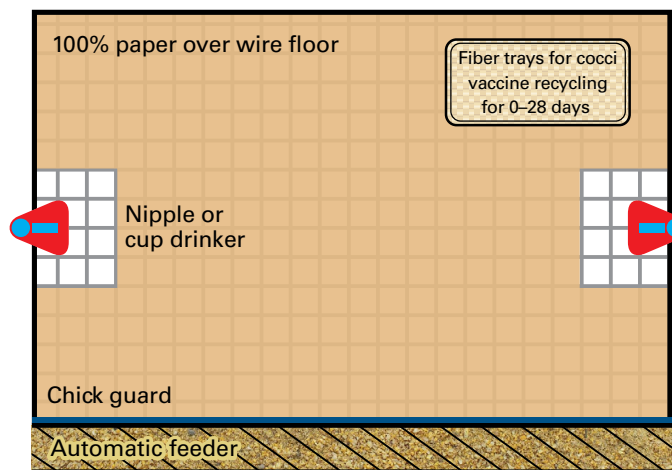 100% paper over wire floor
Fiber trays for cocci
vaccine recycling
for 0–28 days
Nipple or
cup drinker
Chick guard
Automatic feeder